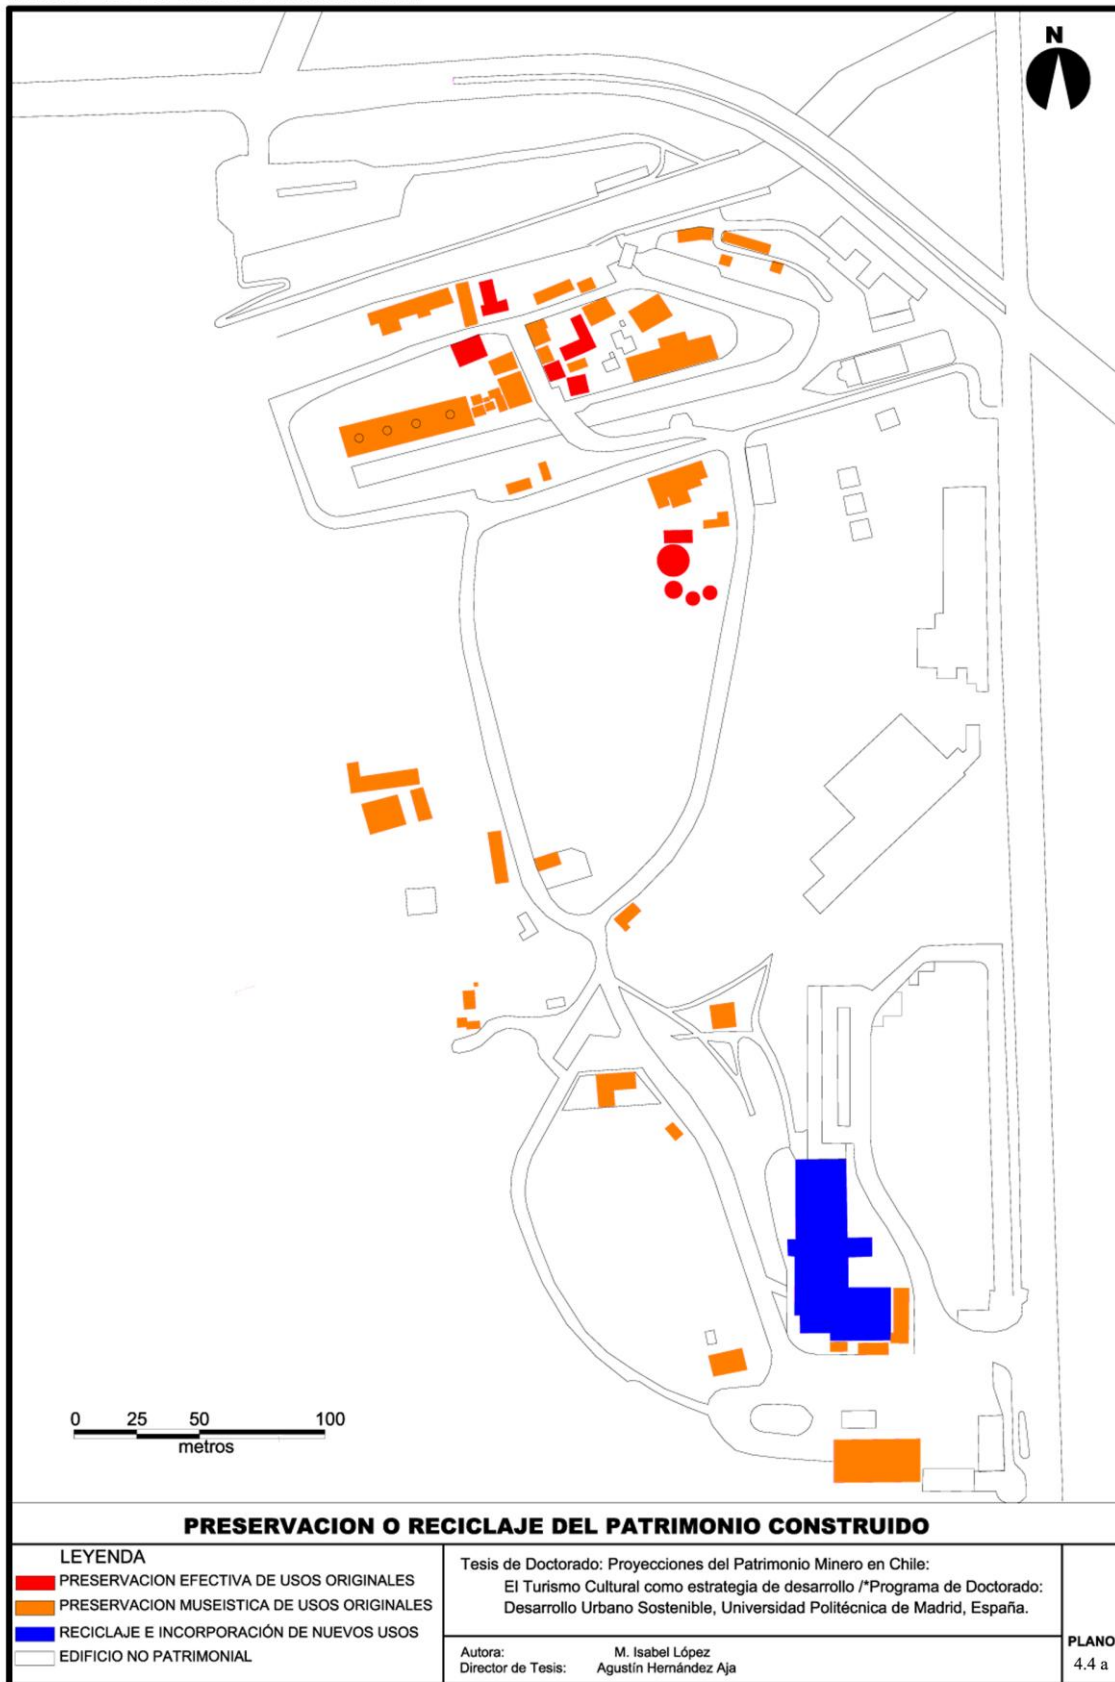 N
0 25 50 100
metros
PRESERVACION O RECICLAJE DEL PATRIMONIO CONSTRUIDO
LEYENDA
PRESERVACION EFECTIVA DE USOS ORIGINALES
PRESERVACION MUSEISTICA DE USOS ORIGINALES
RECICLAJE E INCORPORACIÓN DE NUEVOS USOS
EDIFICIO NO PATRIMONIAL
Tesis de Doctorado: Proyecciones del Patrimonio Minero en Chile:
El Turismo Cultural como estrategia de desarrollo /*Programa de Doctorado:
Desarrollo Urbano Sostenible, Universidad Politécnica de Madrid, España.
Autora: M. Isabel López
Director de Tesis: Agustín Hernández Aja
PLANO
4.4 a